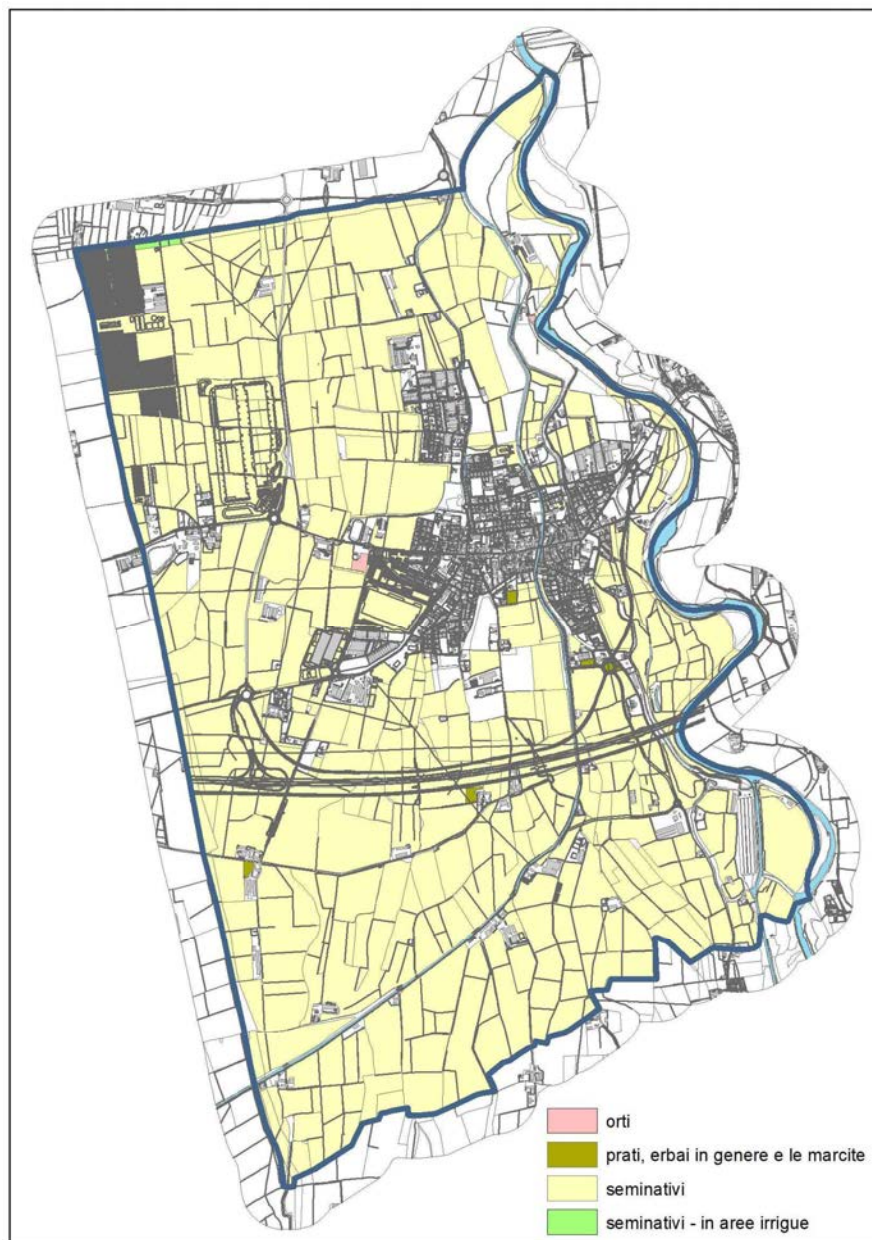 orti
prati, erbai in genere e le marcite
seminativi
seminativi - in aree irrigue